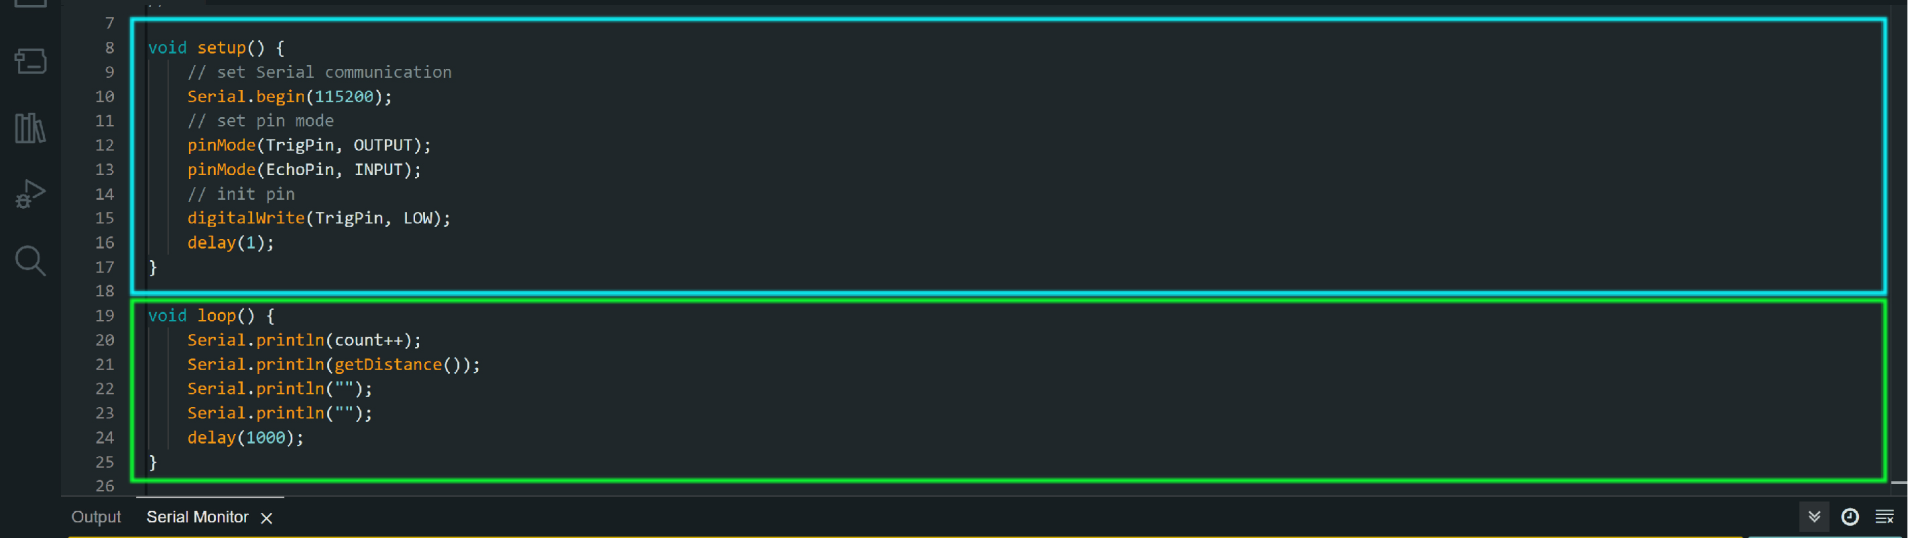 7
8 void setup() {
9 // set Serial communication
10 Serial.begin(115200);
11 // set pin mode
12 pinMode(TrigPin, OUTPUT);
13 pinMode(EchoPin, INPUT);
14 // init pin
15 digitalWrite(TrigPin, LOW);
16 delay(1);
17 }
18
19 void loop() {
20 Serial.println(count++);
21 Serial.println(getDistance());
22 Serial.println("");
23 Serial.println("");
24 delay(1000);
25 }
26
Output Serial Monitor